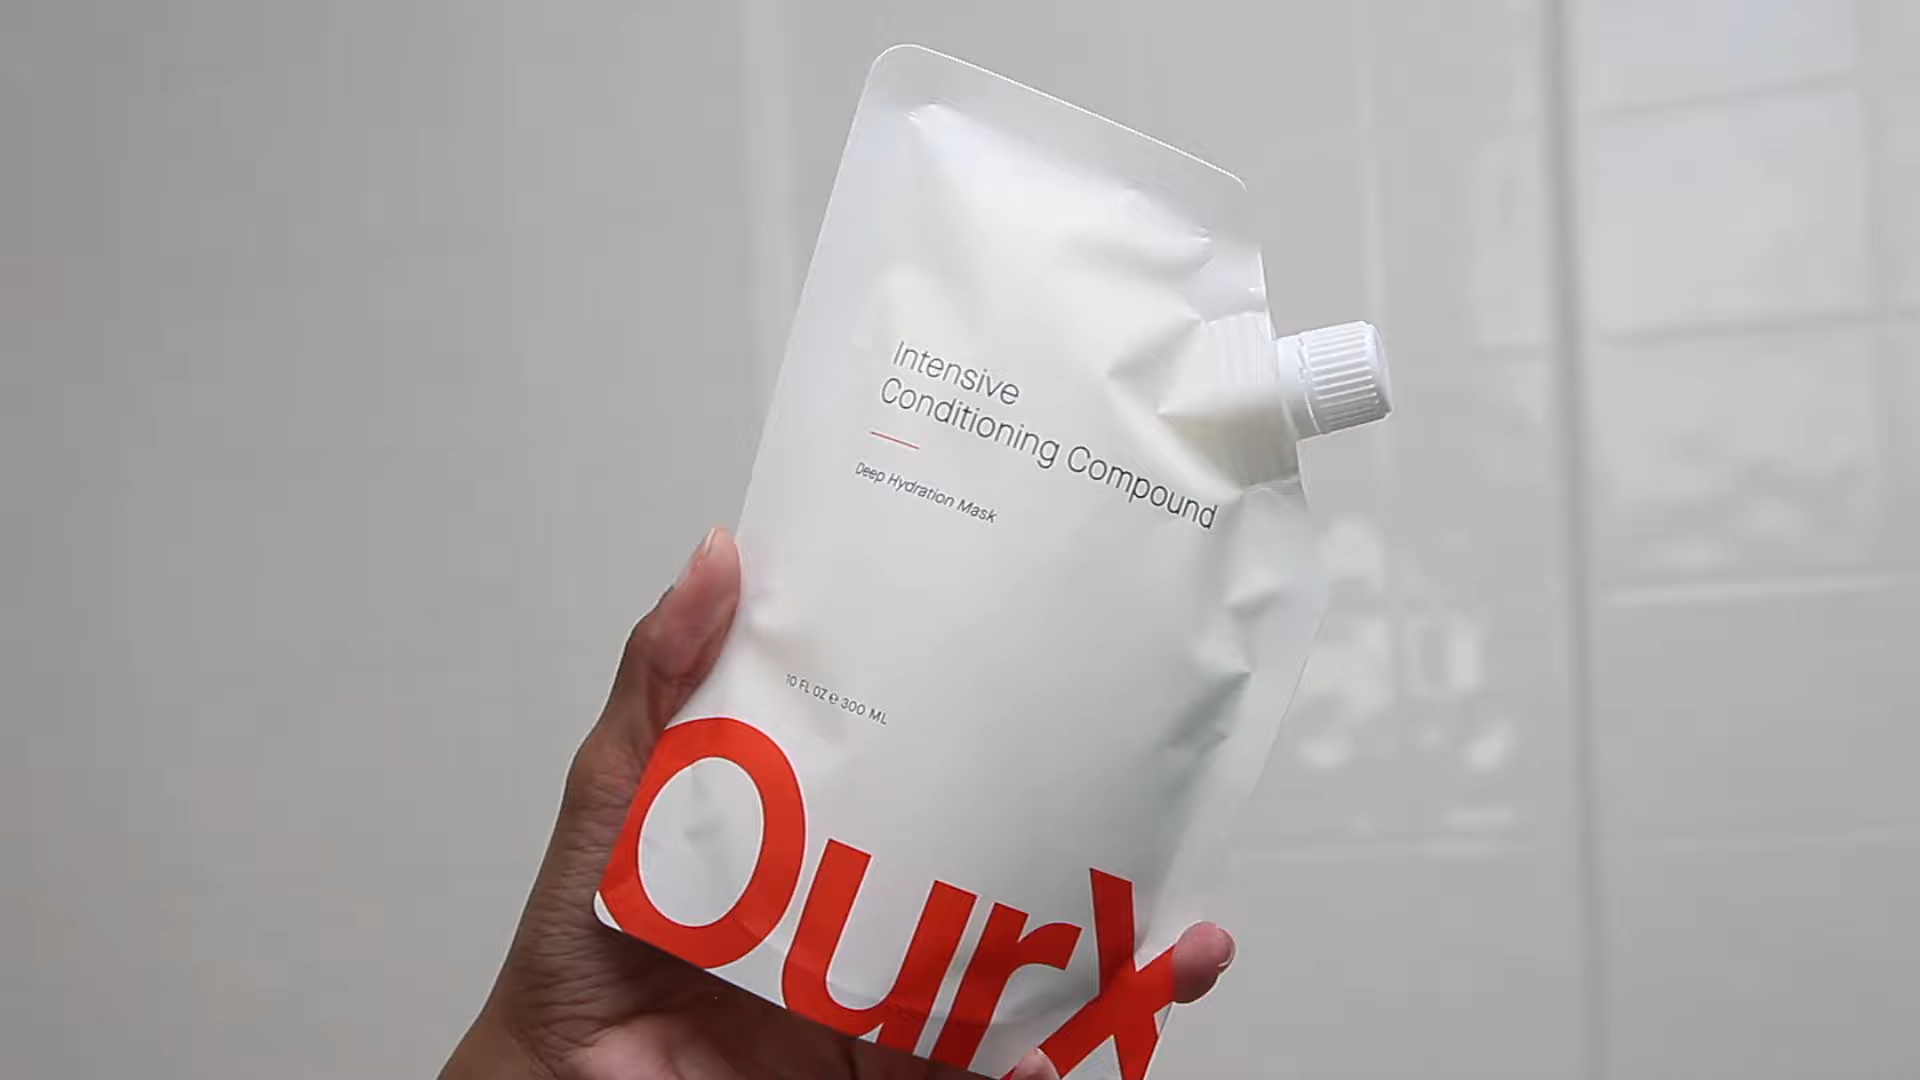 Intensive
Conditioning Compound
Deep Hydration Mask
10 FL OZ ℮ 300 ML
OurX